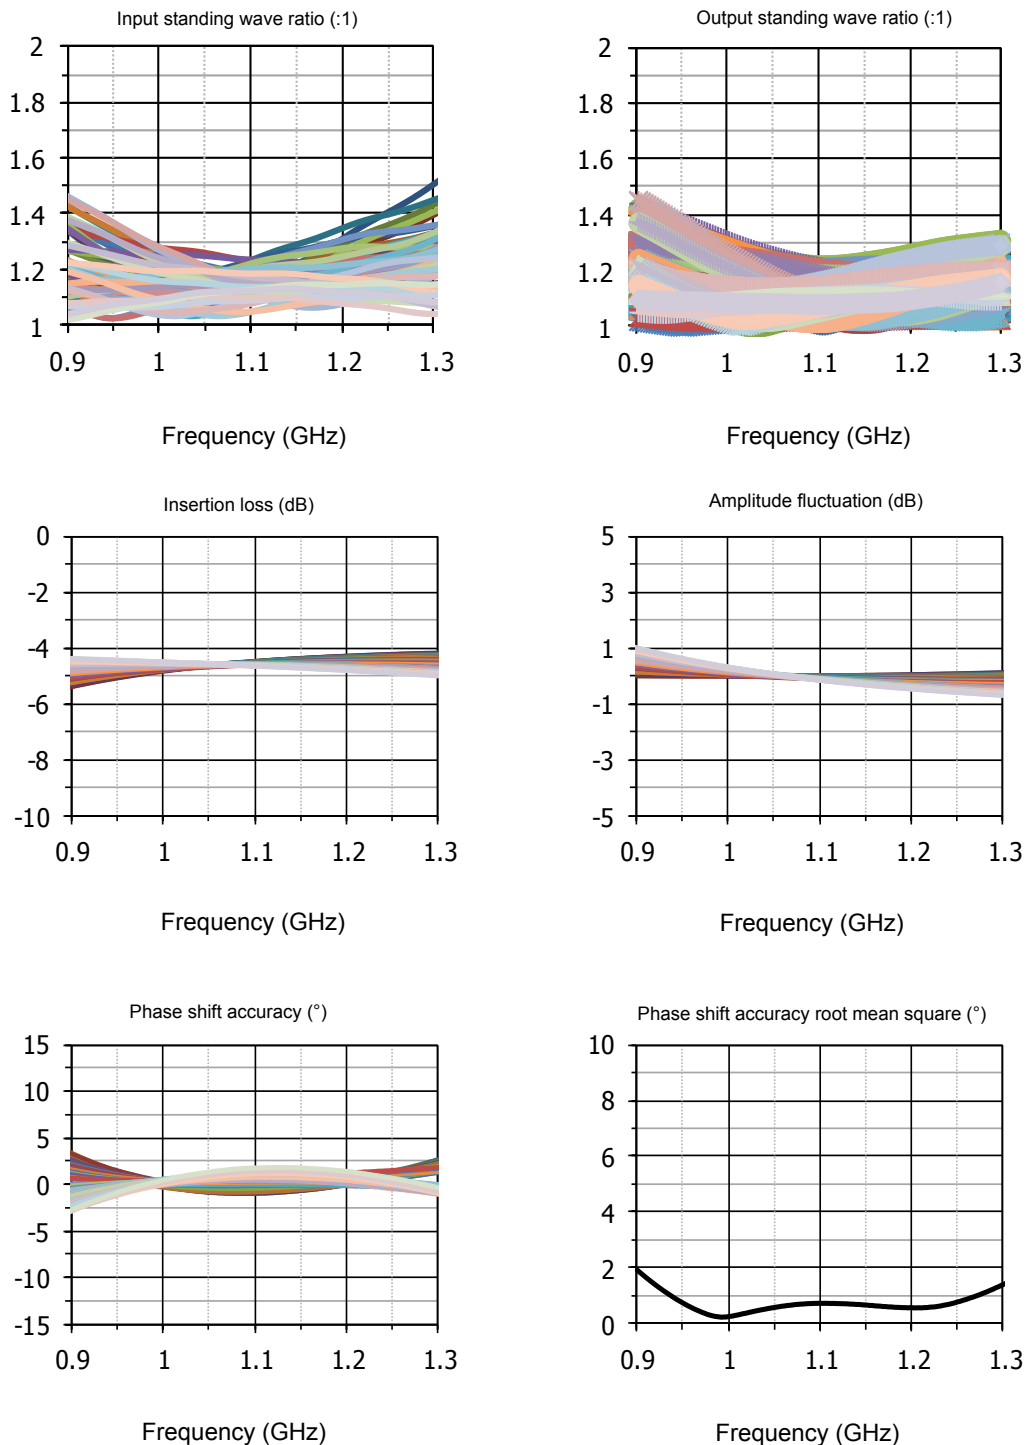 Input standing wave ratio (:1)
2
1.8
1.6
1.4
1.2
1
0.9 1 1.1 1.2 1.3
Frequency (GHz)
Output standing wave ratio (:1)
2
1.8
1.6
1.4
1.2
1
0.9 1 1.1 1.2 1.3
Frequency (GHz)
Insertion loss (dB)
0
-2
-4
-6
-8
-10
0.9 1 1.1 1.2 1.3
Frequency (GHz)
Amplitude fluctuation (dB)
5
3
1
-1
-3
-5
0.9 1 1.1 1.2 1.3
Frequency (GHz)
Phase shift accuracy (°)
15
10
5
0
-5
-10
-15
0.9 1 1.1 1.2 1.3
Frequency (GHz)
Phase shift accuracy root mean square (°)
10
8
6
4
2
0
0.9 1 1.1 1.2 1.3
Frequency (GHz)